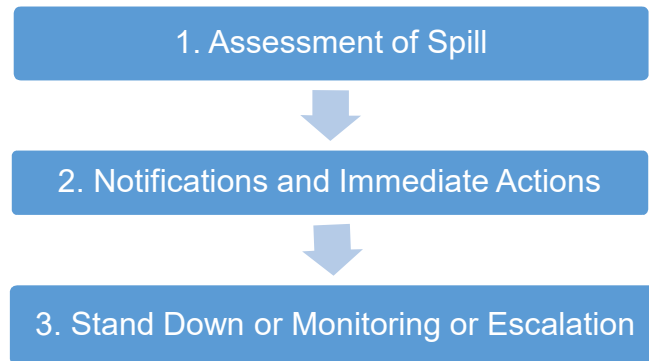 1. Assessment of Spill
2. Notifications and Immediate Actions
3. Stand Down or Monitoring or Escalation